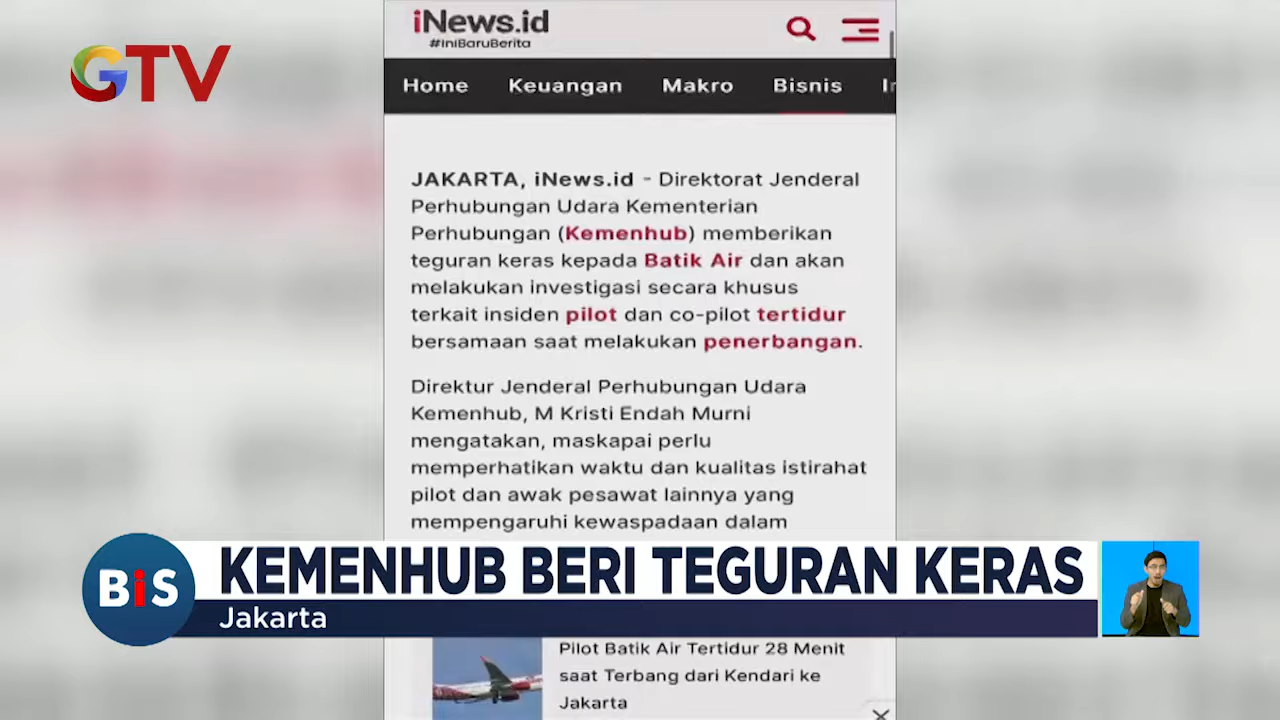 iNews.id
#IniBaruBerita
GTV
Home Keuangan Makro Bisnis
JAKARTA, iNews.id - Direktorat Jenderal
Perhubungan Udara Kementerian
Perhubungan (Kemenhub) memberikan
teguran keras kepada Batik Air dan akan
melakukan investigasi secara khusus
terkait insiden pilot dan co-pilot tertidur
bersamaan saat melakukan penerbangan.
Direktur Jenderal Perhubungan Udara
Kemenhub, M Kristi Endah Murni
mengatakan, maskapai perlu
memperhatikan waktu dan kualitas istirahat
pilot dan awak pesawat lainnya yang
mempengaruhi kewaspadaan dalam
BiS
KEMENHUB BERI TEGURAN KERAS
Jakarta
Pilot Batik Air Tertidur 28 Menit
saat Terbang dari Kendari ke
Jakarta